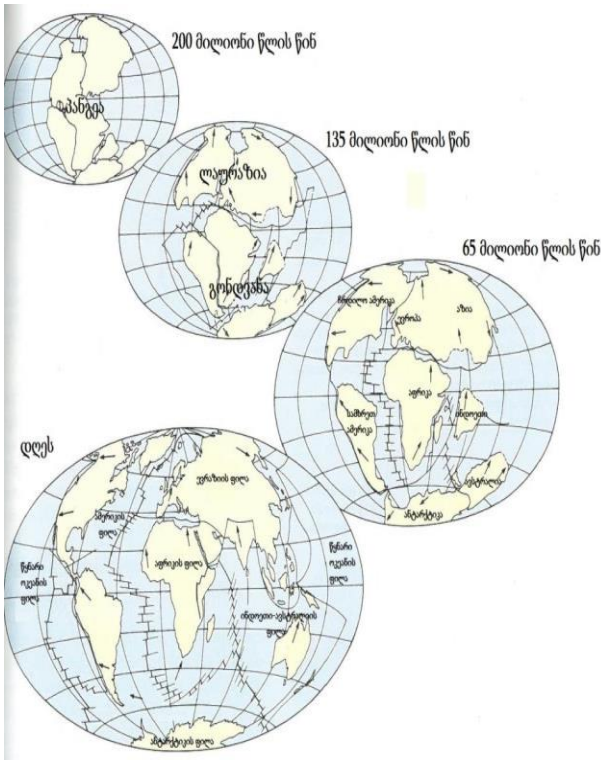 200 მილიონი წლის წინ
პანგეა
135 მილიონი წლის წინ
ლავრაზია
გონდვანა
65 მილიონი წლის წინ
ჩრდილო ამერიკა
ევროპა
აზია
აფრიკა
სამხრეთ
ამერიკა
ინდოეთი
ავსტრალია
ანტარქტიკა
დღეს
ევრაზიის ფილა
ამერიკის
ფილა
წყნარი
ოკეანის
ფილა
აფრიკის ფილა
წყნარი
ოკეანის
ფილა
ინდოეთ-ავსტრალიის
ფილა
ანტარქტიკის ფილა